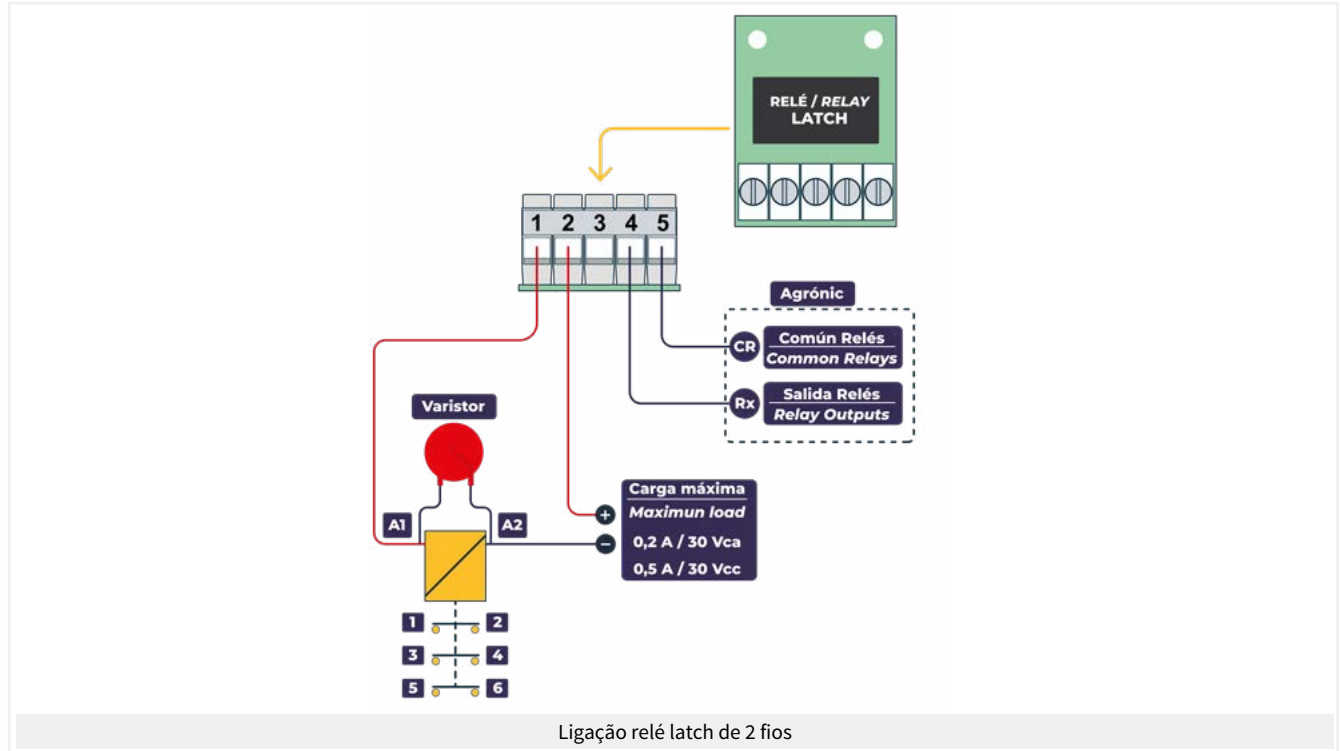 RELÉ / RELAY
LATCH
1 2 3 4 5
Agrónic
CR
Común Relés
Common Relays
Rx
Salida Relés
Relay Outputs
Varistor
A1
A2
+
−
Carga máxima
Maximun load
0,2 A / 30 Vca
0,5 A / 30 Vcc
1 2
3 4
5 6
Ligação relé latch de 2 fios